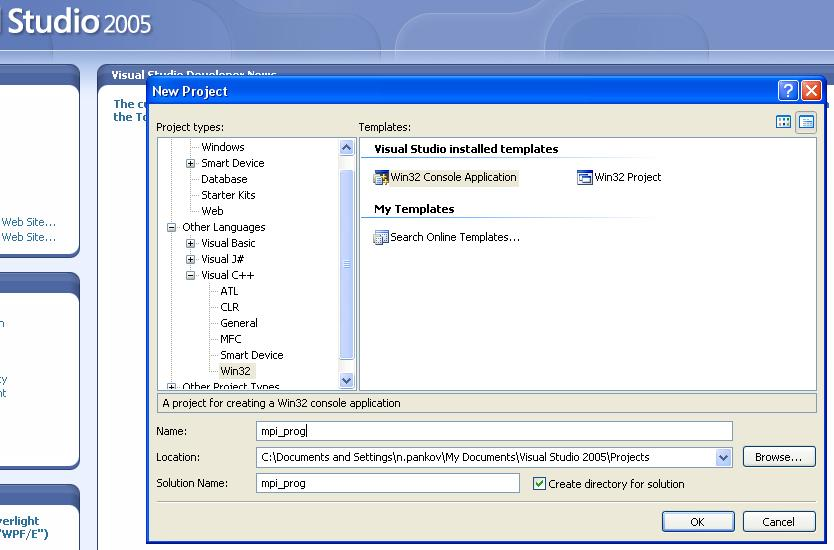 Studio 2005
Visual Studio Developer News
The cu
the To
Web Site...
Web Site...
New Project
Project types:
Templates:
Windows
Smart Device
Database
Starter Kits
Web
Other Languages
Visual Basic
Visual J#
Visual C++
ATL
CLR
General
MFC
Smart Device
Win32
Other Project Types
Visual Studio installed templates
Win32 Console Application
Win32 Project
My Templates
Search Online Templates...
A project for creating a Win32 console application
Name:
mpi_prog
Location:
C:\Documents and Settings\n.pankov\My Documents\Visual Studio 2005\Projects
Browse...
Solution Name:
mpi_prog
Create directory for solution
OK
Cancel
verlight
"WPF/E")